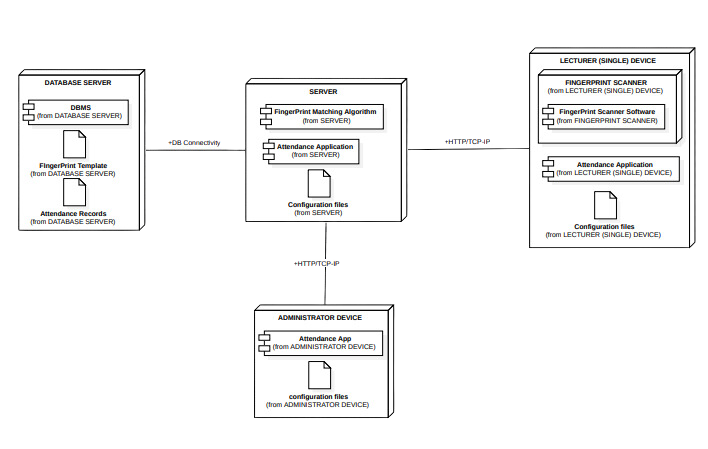 DATABASE SERVER
DBMS
(from DATABASE SERVER)
FingerPrint Template
(from DATABASE SERVER)
Attendance Records
(from DATABASE SERVER)
+DB Connectivity
SERVER
FingerPrint Matching Algorithm
(from SERVER)
Attendance Application
(from SERVER)
Configuration files
(from SERVER)
+HTTP/TCP-IP
LECTURER (SINGLE) DEVICE
FINGERPRINT SCANNER
(from LECTURER (SINGLE) DEVICE)
FingerPrint Scanner Software
(from FINGERPRINT SCANNER)
Attendance Application
(from LECTURER (SINGLE) DEVICE)
Configuration files
(from LECTURER (SINGLE) DEVICE)
+HTTP/TCP-IP
ADMINISTRATOR DEVICE
Attendance App
(from ADMINISTRATOR DEVICE)
configuration files
(from ADMINISTRATOR DEVICE)